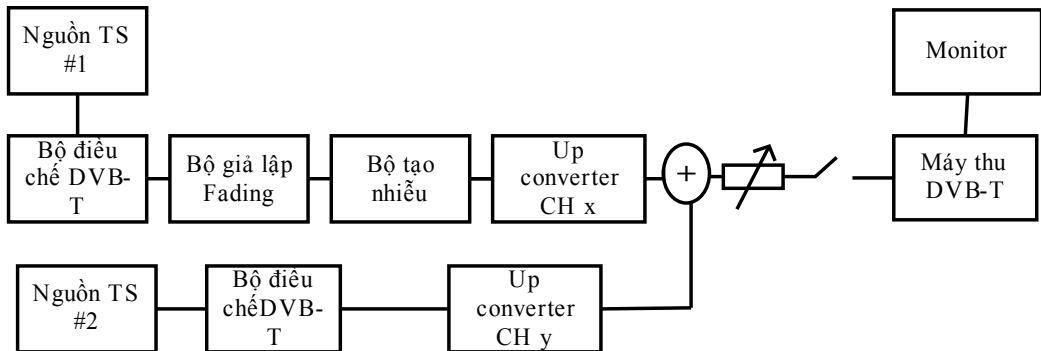 Nguồn TS
#1
Monitor
Bộ điều
chế DVB-
T
Bộ giả lập
Fading
Bộ tạo
nhiễu
Up
converter
CH x
+
Máy thu
DVB-T
Nguồn TS
#2
Bộ điều
chếDVB-
T
Up
converter
CH y